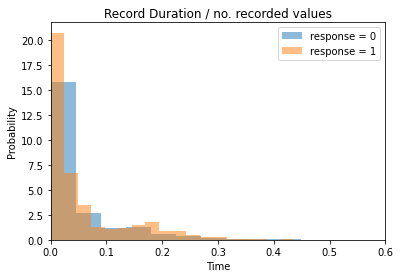 Record Duration / no. recorded values
response = 0
response = 1
Probability
20.0
17.5
15.0
12.5
10.0
7.5
5.0
2.5
0.0
0.0 0.1 0.2 0.3 0.4 0.5 0.6
Time